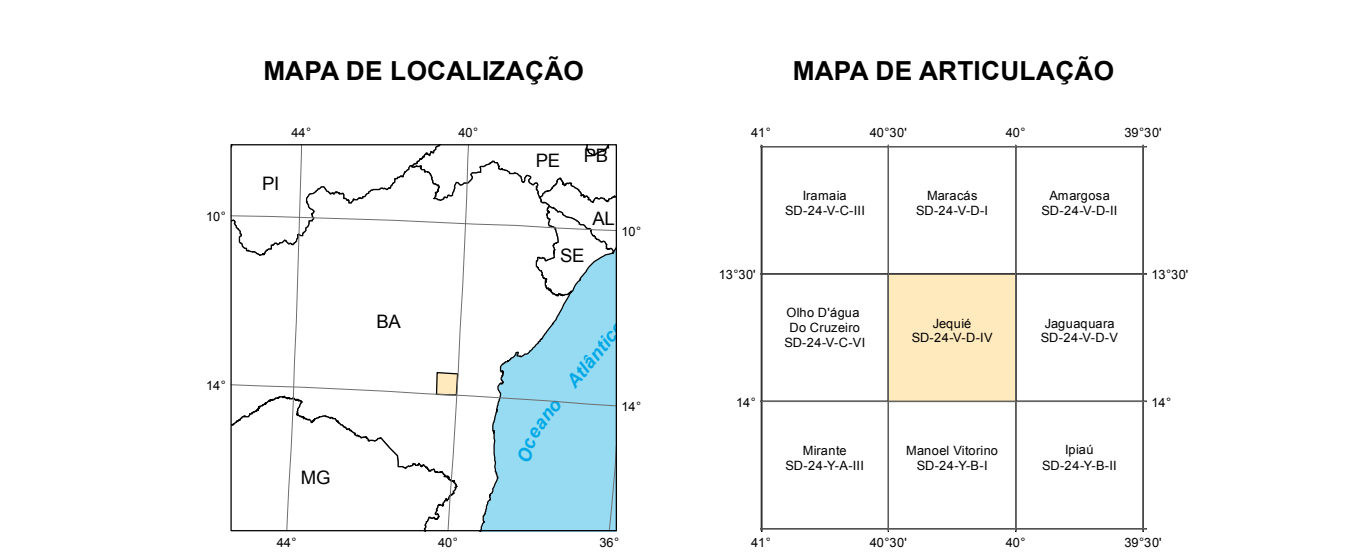 MAPA DE LOCALIZAÇÃO
44°
40°
PI
PE
PB
10°
AL
10°
SE
BA
Oceano Atlântico
14°
14°
MG
44°
40°
36°
MAPA DE ARTICULAÇÃO
41°
40°30'
40°
39°30'
Iramaia
SD-24-V-C-III
Maracás
SD-24-V-D-I
Amargosa
SD-24-V-D-II
13°30'
13°30'
Olho D'água
Do Cruzeiro
SD-24-V-C-VI
Jequié
SD-24-V-D-IV
Jaguaquara
SD-24-V-D-V
14°
14°
Mirante
SD-24-Y-A-III
Manoel Vitorino
SD-24-Y-B-I
Ipiaú
SD-24-Y-B-II
41°
40°30'
40°
39°30'